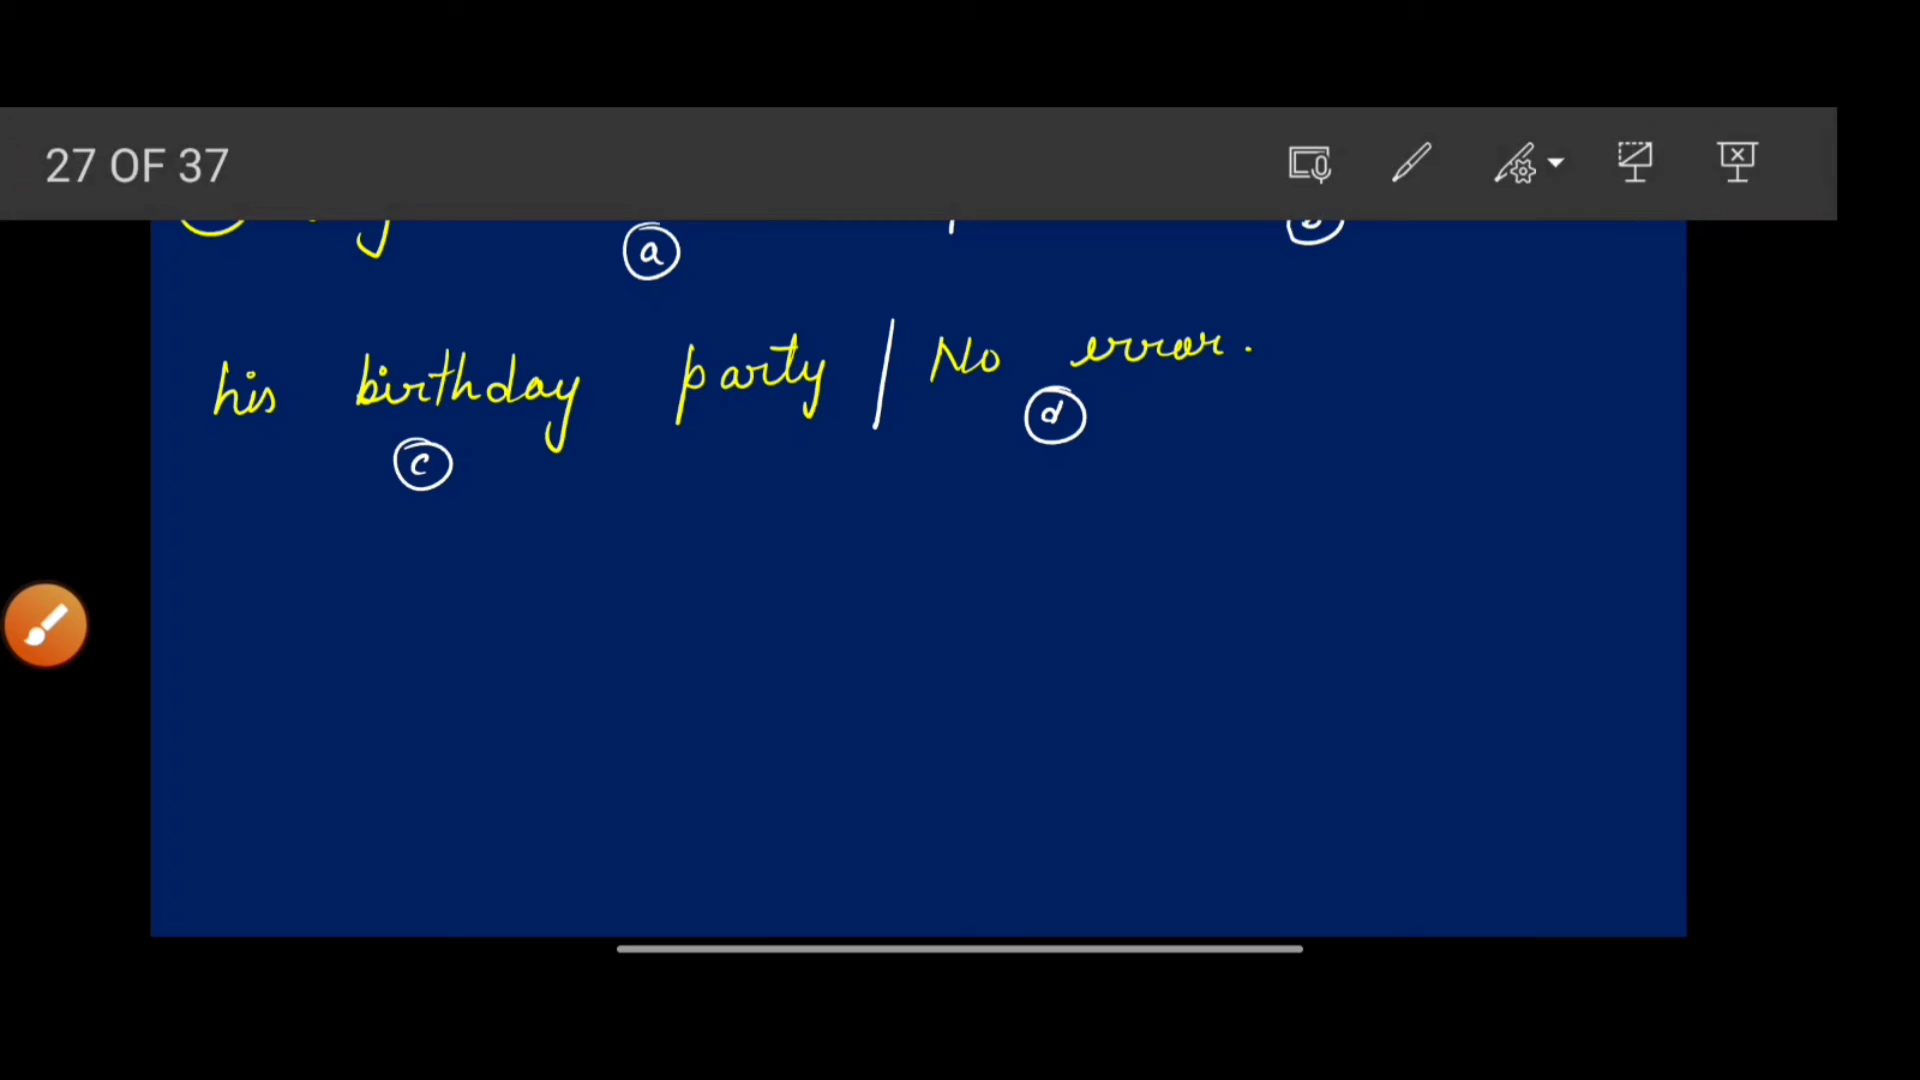 27 OF 37
a
his birthday party / No error.
c d